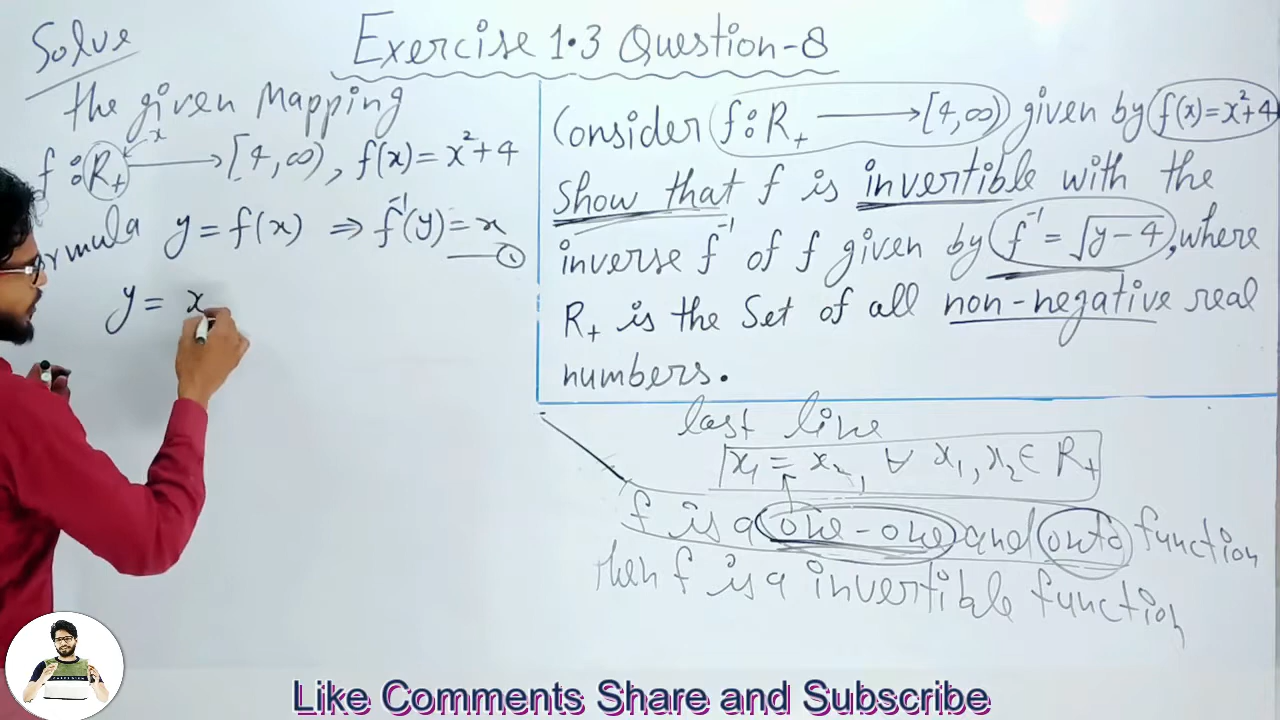 Exercise 1.3 Question-8
Solve
the given Mapping
x
f : R₊ ⟶ [4,∞), f(x) = x² + 4
y = f(x) ⇒ f⁻¹(y) = x
—①
y = x
Consider f : R₊ ⟶ [4,∞) given by f(x) = x² + 4
Show that f is invertible with the
inverse f⁻¹ of f given by f⁻¹ = √y − 4, where
R₊ is the Set of all non-negative real
numbers.
last line
x₁ = x₂, ∀ x₁, x₂ ∈ R₊
f is a one-one and onto function
then f is a invertible function
Like Comments Share and Subscribe